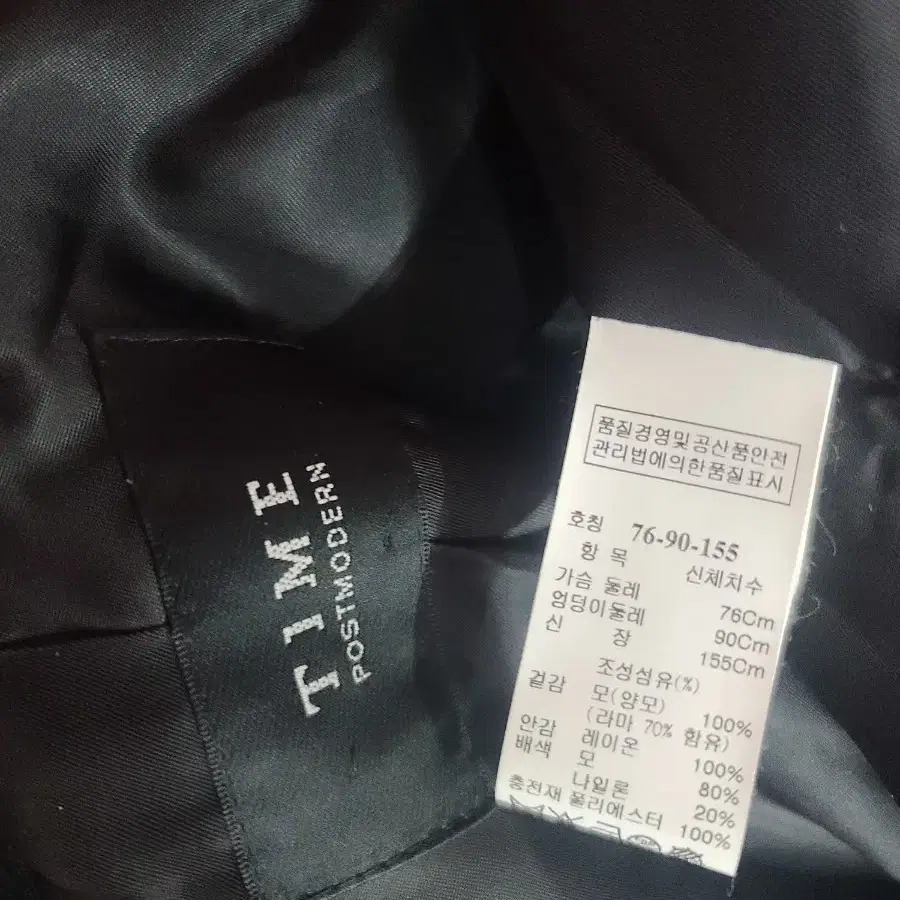 TIME
POSTMODERN
품질경영및공산품안전
관리법에의한품질표시
호칭 76-90-155
항 목 신체치수
가슴 둘레 76Cm
엉덩이둘레 90Cm
신 장 155Cm
조성섬유(%)
겉감 모(양모) 100%
(라마 70% 함유)
안감 레이온 100%
배색 모 80%
나일론 20%
충전재 폴리에스터 100%